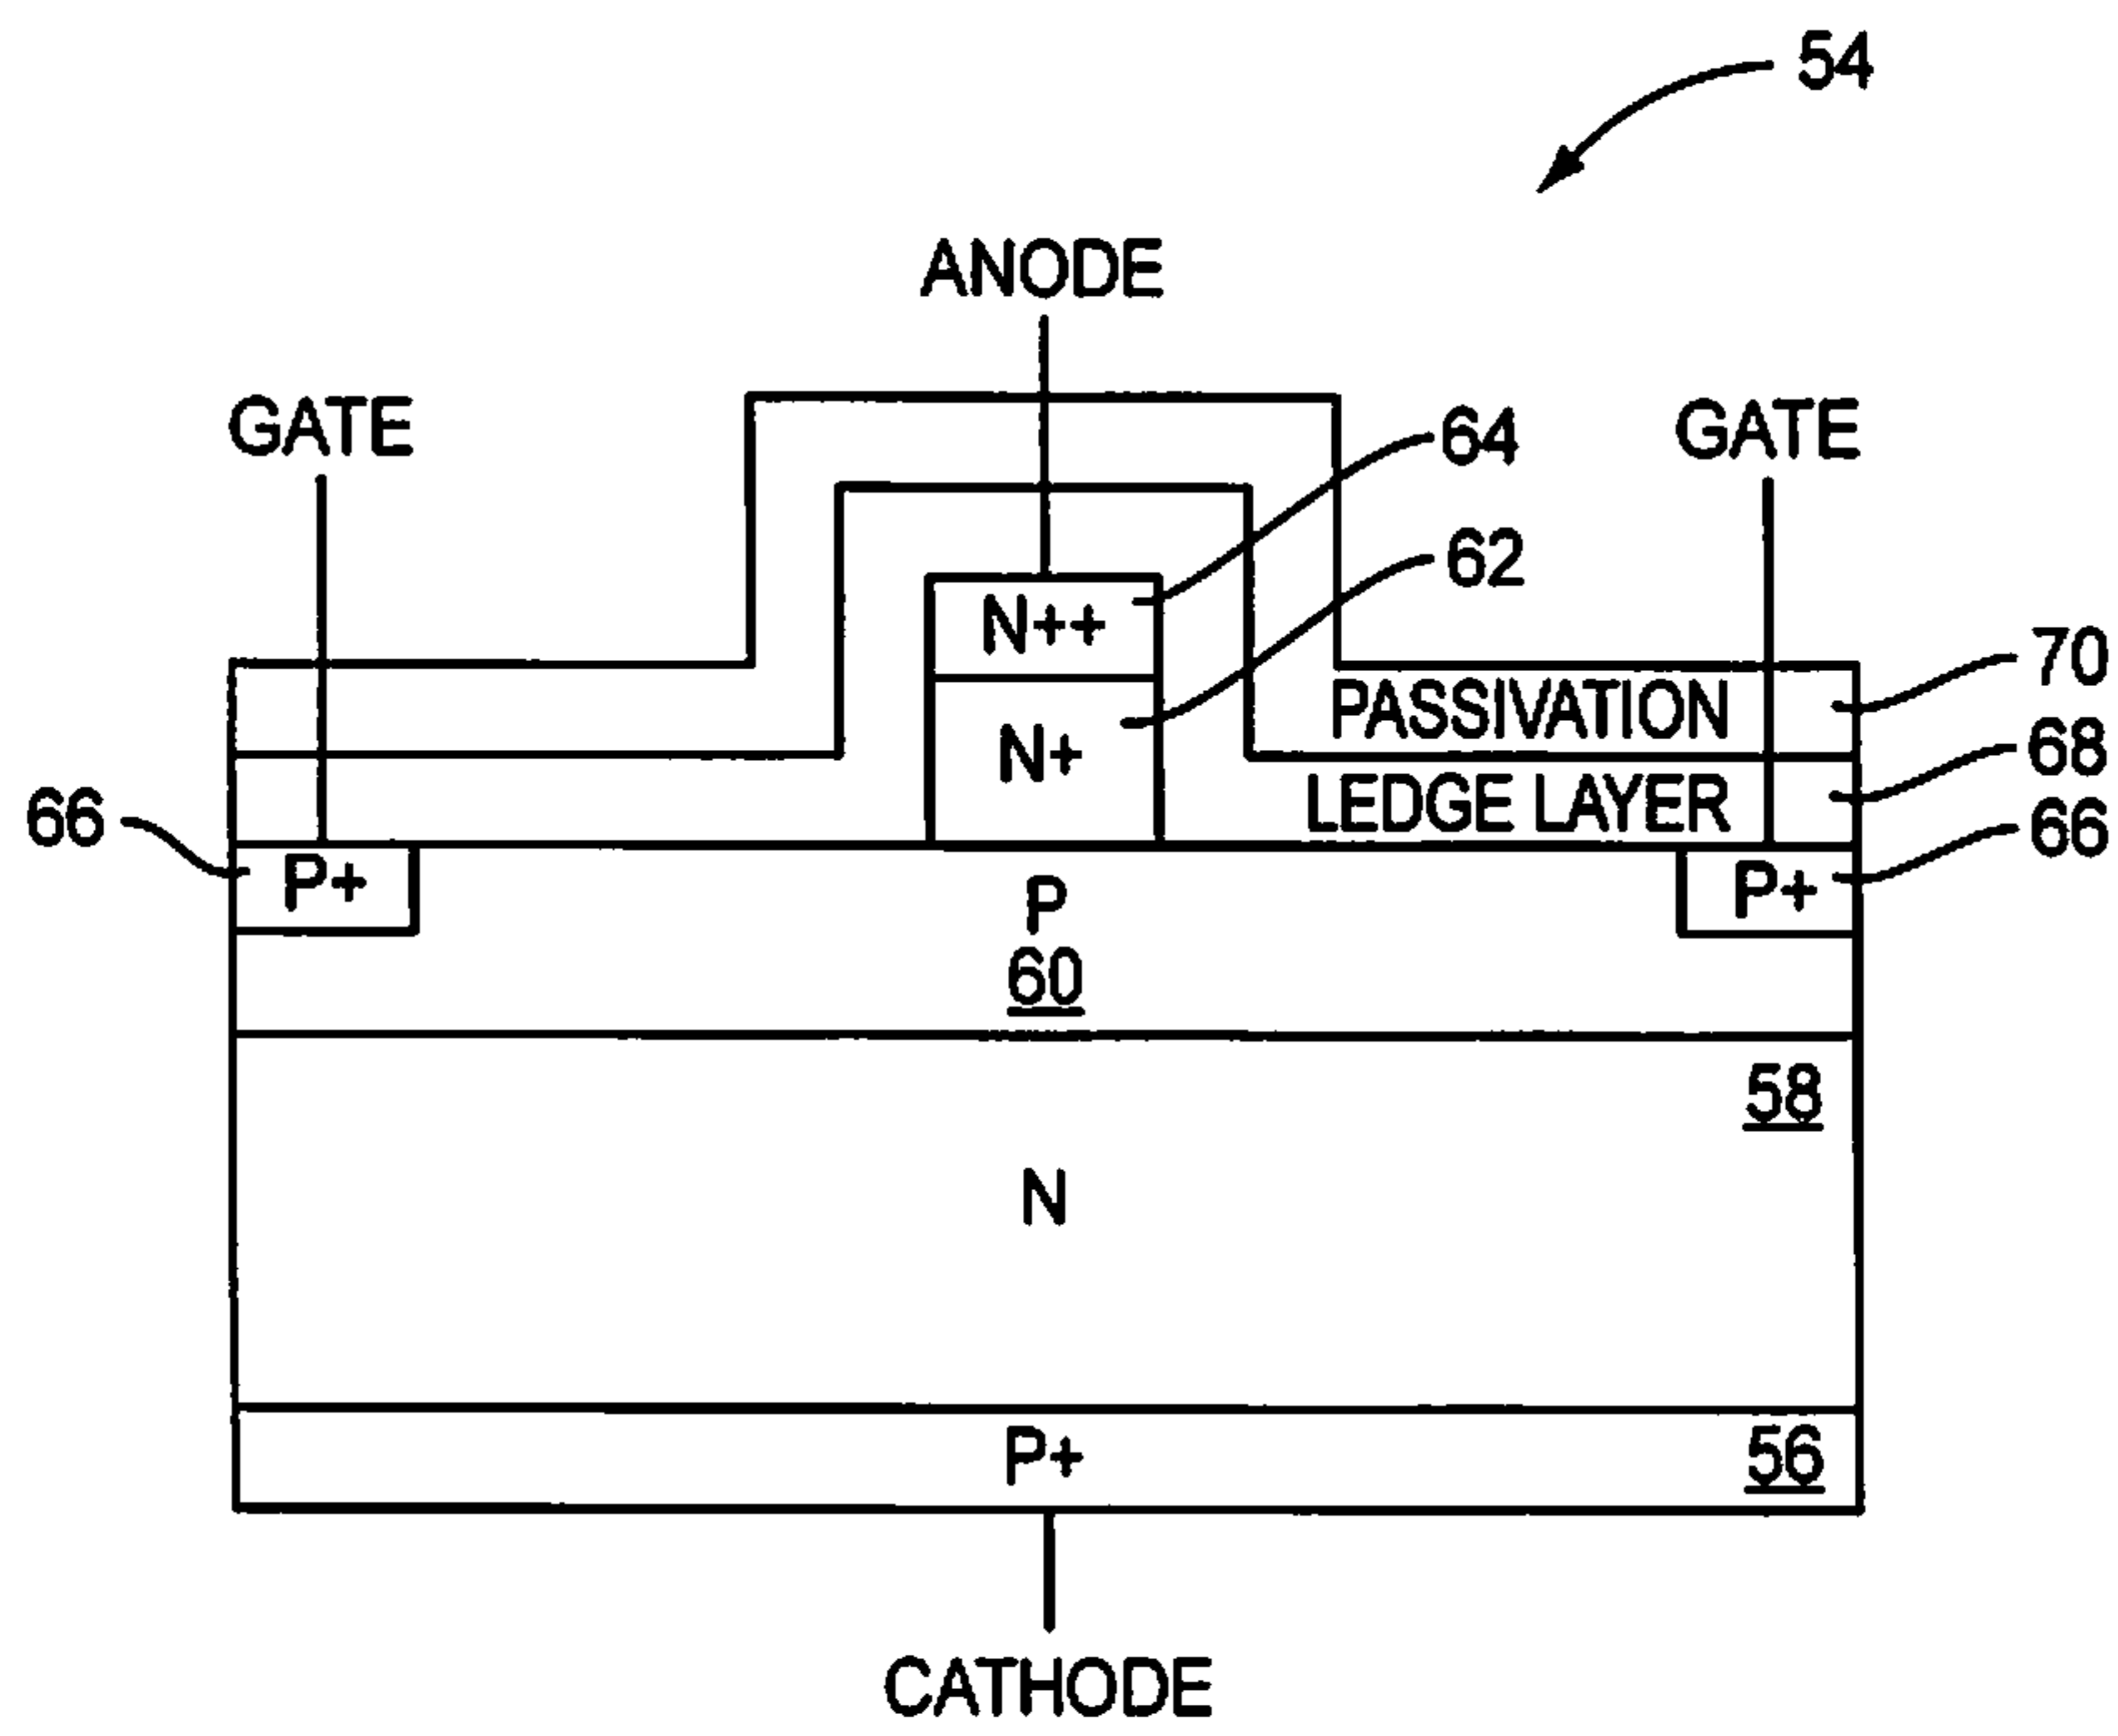 54
ANODE
GATE
GATE
64
62
N++
N+
PASSIVATION
70
LEDGE LAYER
68
66
66
P+
P+
P
60
58
N
P+
56
CATHODE